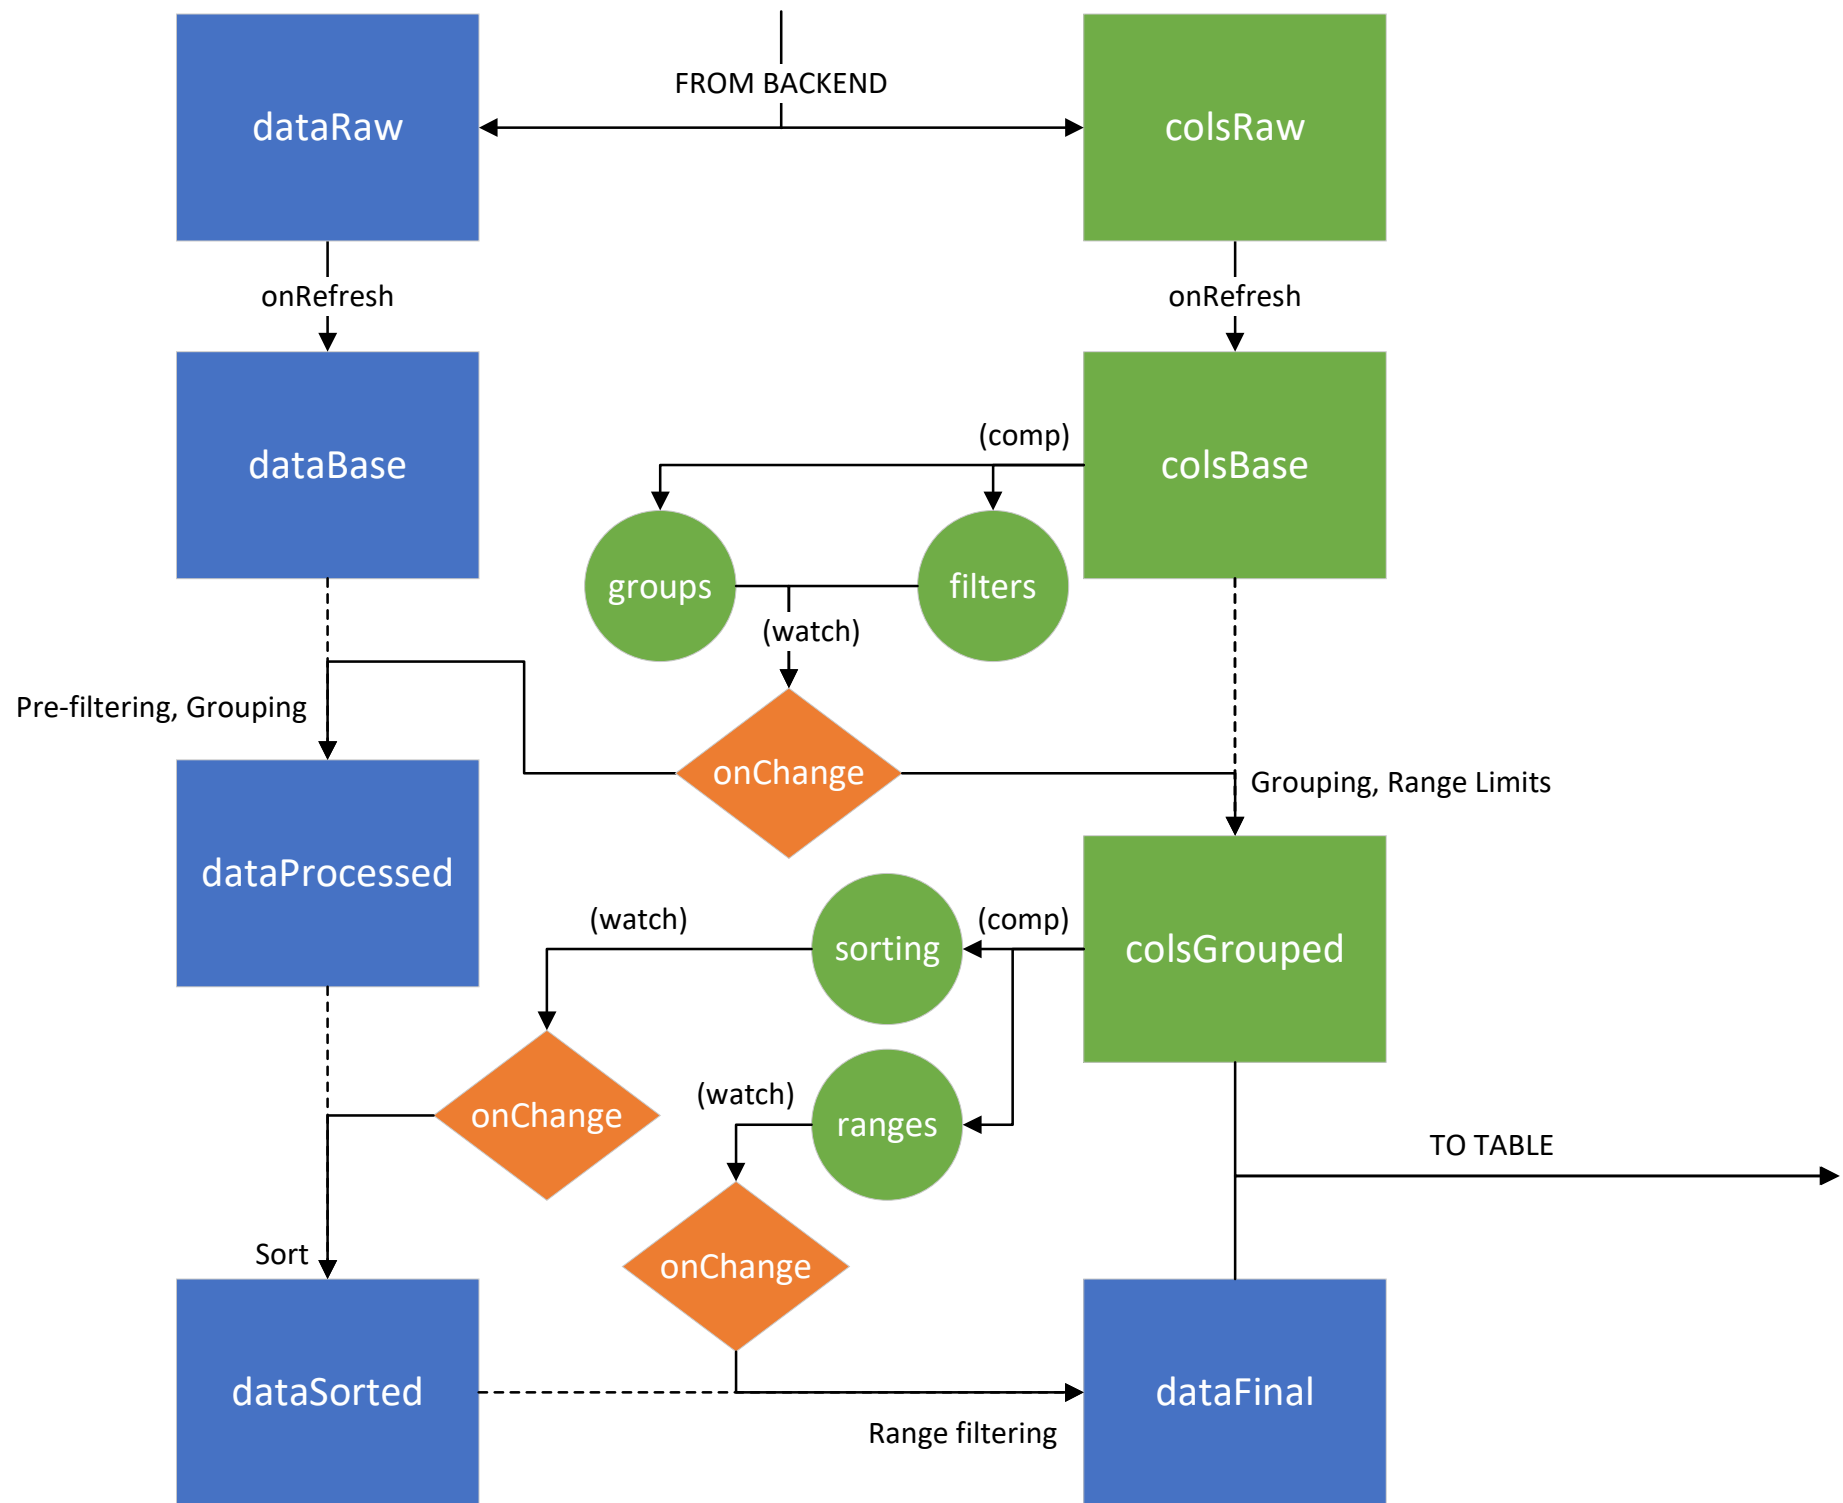 FROM BACKEND
dataRaw
colsRaw
onRefresh
onRefresh
(comp)
dataBase
colsBase
groups
filters
(watch)
Pre-filtering, Grouping
onChange
Grouping, Range Limits
dataProcessed
(watch)
(comp)
sorting
colsGrouped
(watch)
onChange
ranges
TO TABLE
Sort
onChange
dataSorted
dataFinal
Range filtering